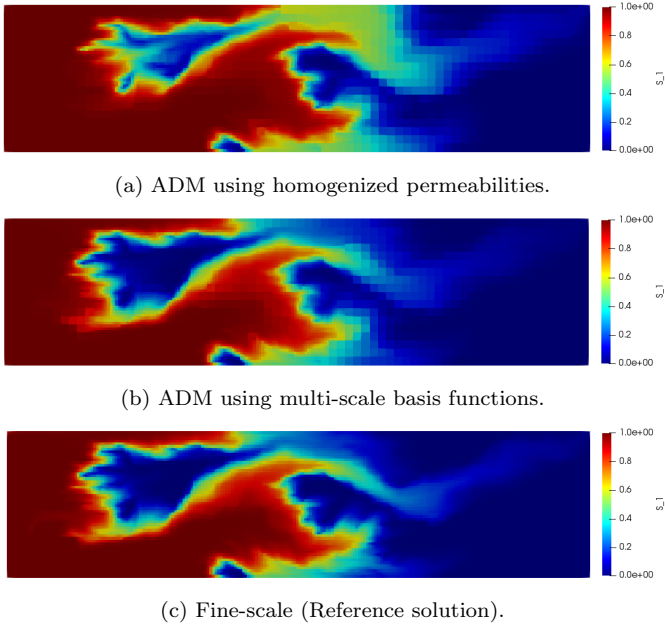 1.0e+00
0.8
0.6
0.4
0.2
0.0e+00
S_1
(a) ADM using homogenized permeabilities.
1.0e+00
0.8
0.6
0.4
0.2
0.0e+00
S_1
(b) ADM using multi-scale basis functions.
1.0e+00
0.8
0.6
0.4
0.2
0.0e+00
S_1
(c) Fine-scale (Reference solution).